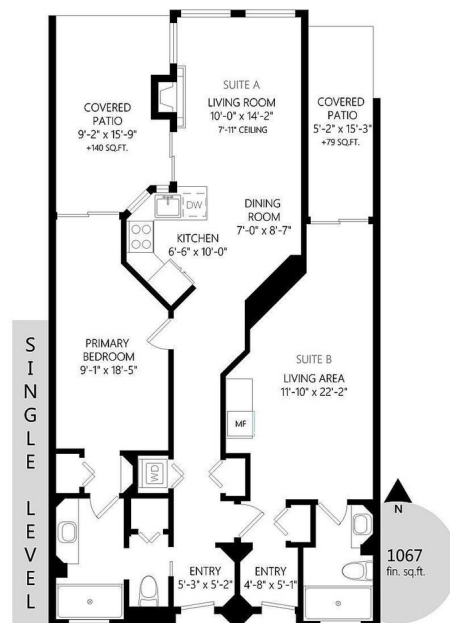 COVERED
PATIO
9'-2" x 15'-9"
+140 SQ.FT.
SUITE A
LIVING ROOM
10'-0" x 14'-2"
7'-11" CEILING
COVERED
PATIO
5'-2" x 15'-3"
+79 SQ.FT.
DW
DINING
ROOM
7'-0" x 8'-7"
KITCHEN
6'-6" x 10'-0"
PRIMARY
BEDROOM
9'-1" x 18'-5"
SUITE B
LIVING AREA
11'-10" x 22'-2"
MF
WD
ENTRY
5'-3" x 5'-2"
ENTRY
4'-8" x 5'-1"
SINGLE LEVEL
N
1067
fin. sq.ft.